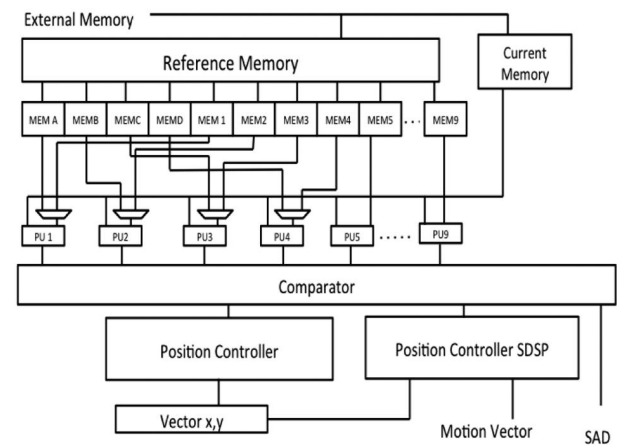 External Memory
Reference Memory
Current
Memory
MEM A MEMB MEMC MEMD MEM 1 MEM2 MEM3 MEM4 MEM5 ... MEM9
PU 1 PU2 PU3 PU4 PU5 ..... PU9
Comparator
Position Controller
Position Controller SDSP
Vector x,y
Motion Vector
SAD